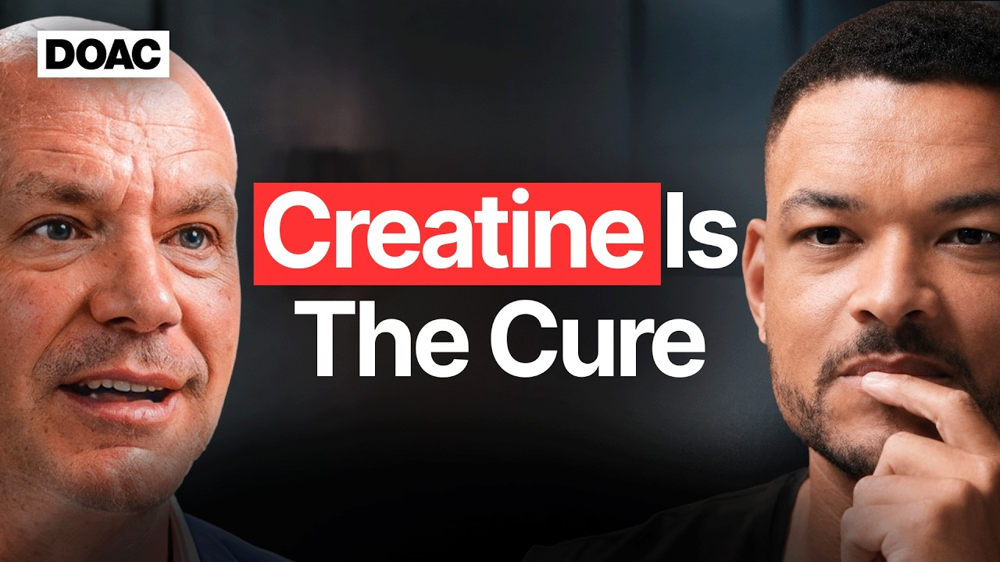 DOAC
Creatine Is
The Cure